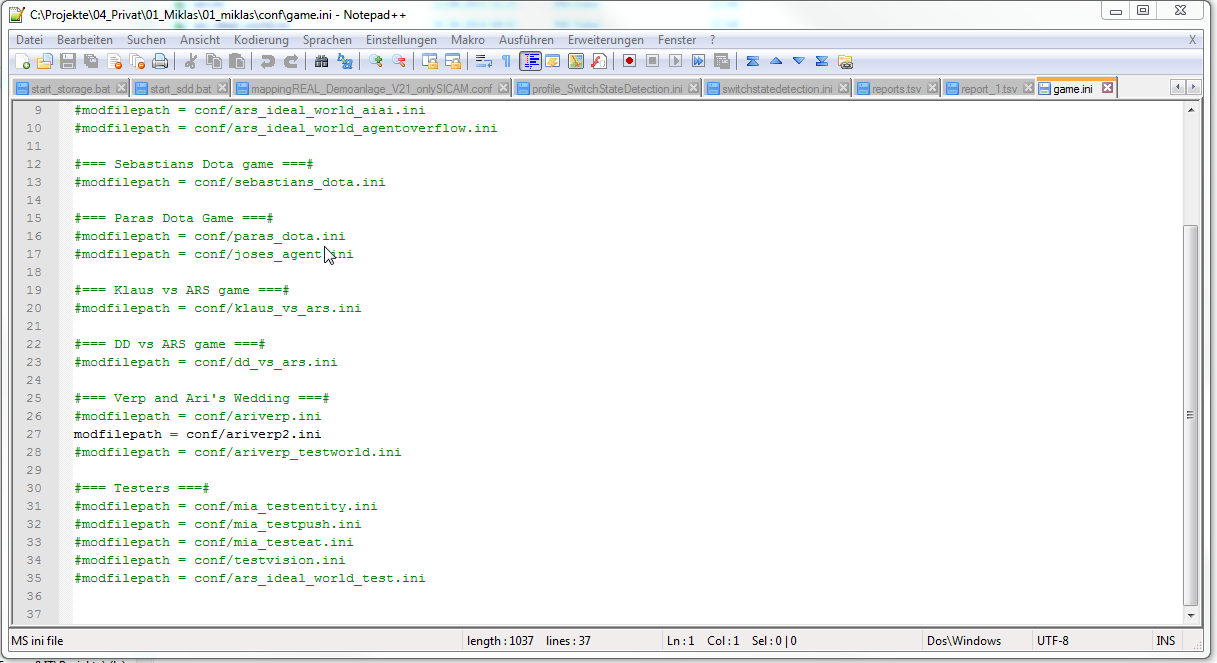 C:\Projekte\04_Privat\01_Miklas\01_miklas\conf\game.ini - Notepad++
Datei Bearbeiten Suchen Ansicht Kodierung Sprachen Einstellungen Makro Ausführen Erweiterungen Fenster ? X
start_storage.bat start_sdd.bat mappingREAL_Demoanlage_V21_onlySICAM.conf profile_SwitchStateDetection.ini switchstatedetection.ini reports.tsv report_1.tsv game.ini
9 #modfilepath = conf/ars_ideal_world_aiai.ini
10 #modfilepath = conf/ars_ideal_world_agentoverflow.ini
11
12 #=== Sebastians Dota game ===#
13 #modfilepath = conf/sebastians_dota.ini
14
15 #=== Paras Dota Game ===#
16 #modfilepath = conf/paras_dota.ini
17 #modfilepath = conf/joses_agent.ini
18
19 #=== Klaus vs ARS game ===#
20 #modfilepath = conf/klaus_vs_ars.ini
21
22 #=== DD vs ARS game ===#
23 #modfilepath = conf/dd_vs_ars.ini
24
25 #=== Verp and Ari's Wedding ===#
26 #modfilepath = conf/ariverp.ini
27 modfilepath = conf/ariverp2.ini
28 #modfilepath = conf/ariverp_testworld.ini
29
30 #=== Testers ===#
31 #modfilepath = conf/mia_testentity.ini
32 #modfilepath = conf/mia_testpush.ini
33 #modfilepath = conf/mia_testeat.ini
34 #modfilepath = conf/testvision.ini
35 #modfilepath = conf/ars_ideal_world_test.ini
36
37
MS ini file length : 1037 lines : 37 Ln : 1 Col : 1 Sel : 0 | 0 Dos\Windows UTF-8 INS